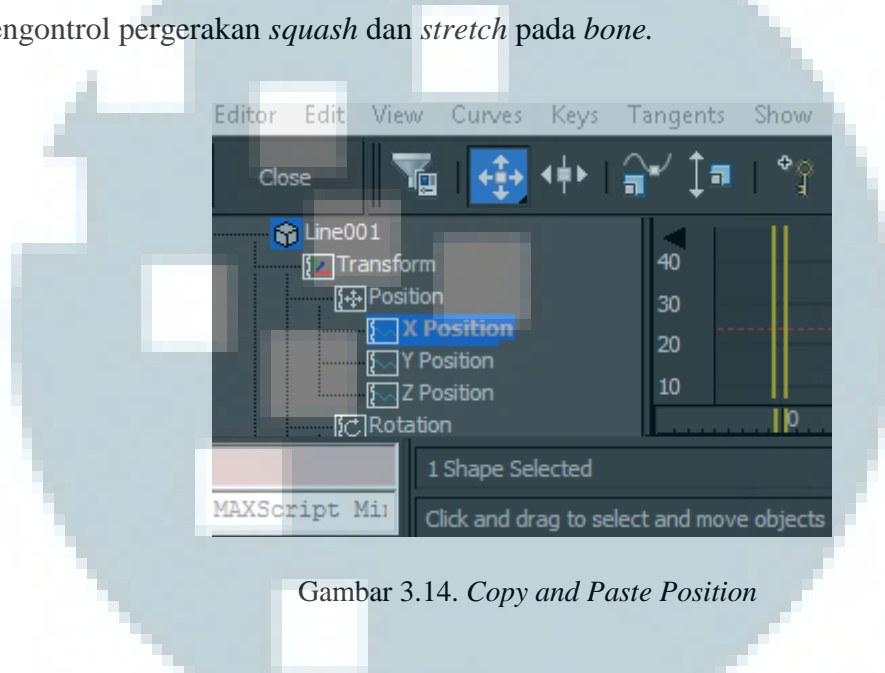 engontrol pergerakan squash dan stretch pada bone.
Editor Edit View Curves Keys Tangents Show
Close
Line001
Transform
Position
X Position
Y Position
Z Position
Rotation
40
30
20
10
0
1 Shape Selected
MAXScript Mi
Click and drag to select and move objects
Gambar 3.14. Copy and Paste Position